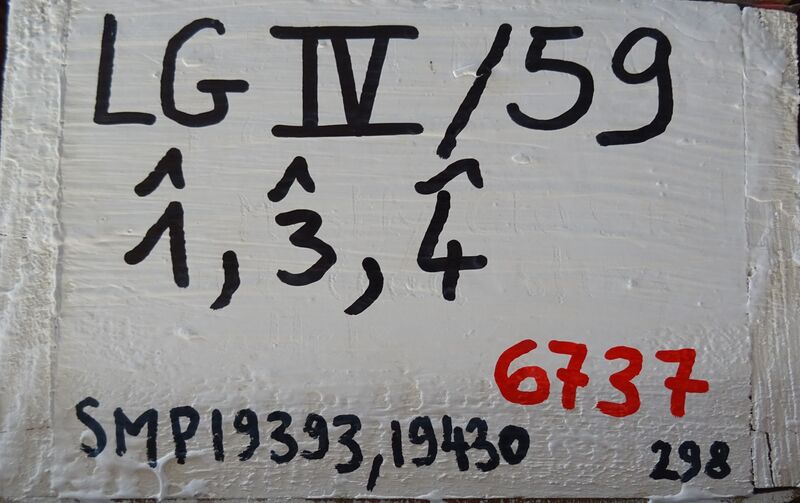 LG IV/59
1̂, 3̂, 4̂
6737
SMP19393,19430
298